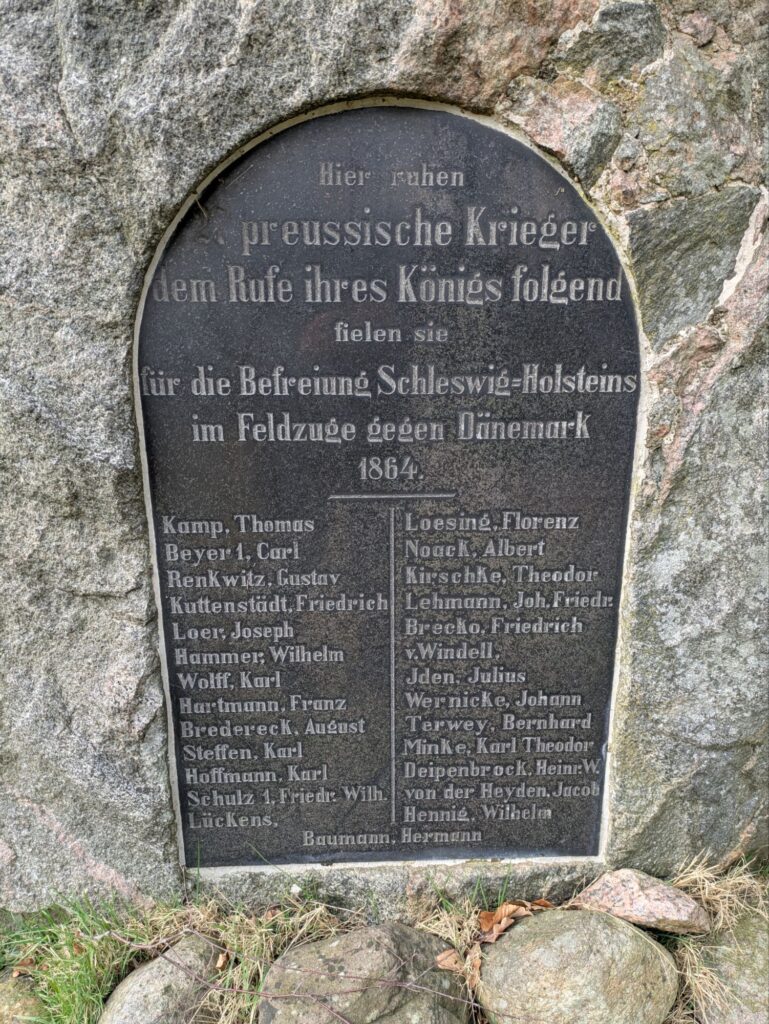 Hier ruhen
preussische Krieger
dem Rufe ihres Königs folgend
fielen sie
für die Befreiung Schleswig=Holsteins
im Feldzuge gegen Dänemark
1864.
Kamp, Thomas
Beyer 1, Carl
Renkwitz, Gustav
Kuttenstädt, Friedrich
Loer, Joseph
Hammer, Wilhelm
Wolff, Karl
Hartmann, Franz
Bredereck, August
Steffen, Karl
Hoffmann, Karl
Schulz 1, Friedr. Wilh.
Lückens,
Loesing, Florenz
Noack, Albert
Kirschke, Theodor
Lehmann, Joh. Friedr.
Brecko, Friedrich
v. Windell,
Jden, Julius
Wernicke, Johann
Terwey, Bernhard
Minke, Karl Theodor
Deipenbrock, Heinr. W.
von der Heyden, Jacob
Hennig, Wilhelm
Baumann, Hermann